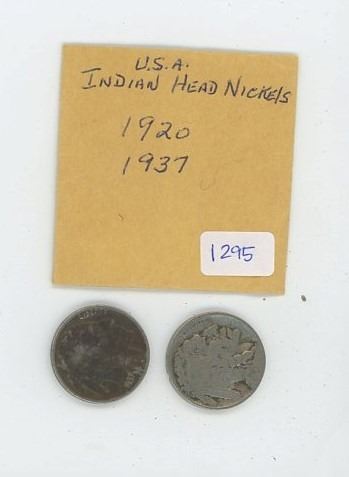 U.S.A.
INDIAN HEAD NICKELS
1920
1937
1295